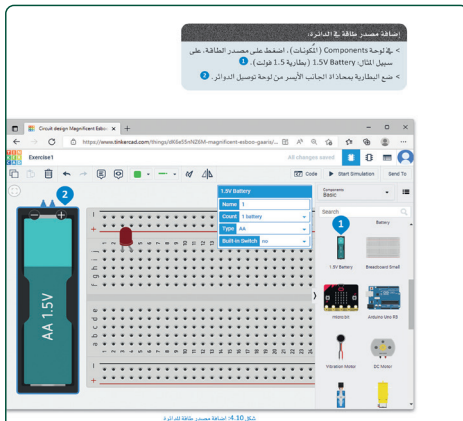 إضافة مصدر طاقة في الدائرة:
> في لوحة Components (المكونات)، اضغط على مصدر الطاقة، على
سبيل المثال: 1.5V Battery (بطارية 1.5 فولت). 1
> ضع البطارية بمحاذاة الجانب الأيسر من لوحة توصيل الدوائر. 2
Circuit design Magnificent Esboo
https://www.tinkercad.com/things/
Exercise1
All changes saved
Code
Start Simulation
Send To
2
1.5V Battery
Name 1
Count 1 battery
Type AA
Built-in Switch no
AA 1.5V
Components
Basic
Search
Battery
1
1.5V Battery
Breadboard Small
micro:bit
Arduino Uno R3
Vibration Motor
DC Motor
شكل 4.10: إضافة مصدر طاقة للدائرة